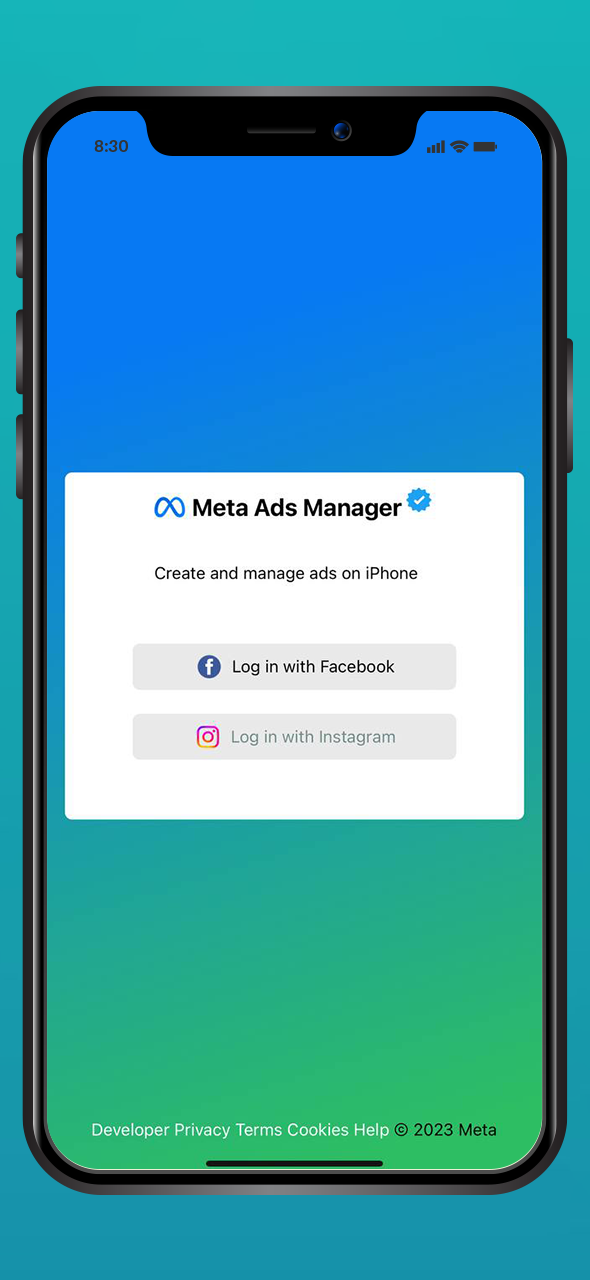 8:30
Meta Ads Manager
Create and manage ads on iPhone
Log in with Facebook
Log in with Instagram
Developer Privacy Terms Cookies Help © 2023 Meta